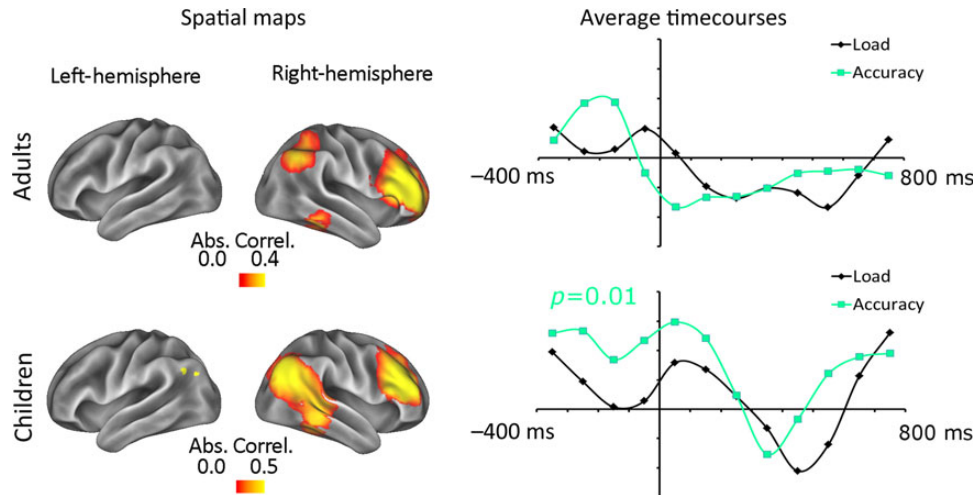 Spatial maps
Average timecourses
Left-hemisphere
Right-hemisphere
Adults
Abs. Correl.
0.0 0.4
Load
Accuracy
−400 ms
800 ms
Children
Abs. Correl.
0.0 0.5
p=0.01
Load
Accuracy
-400 ms
800 ms